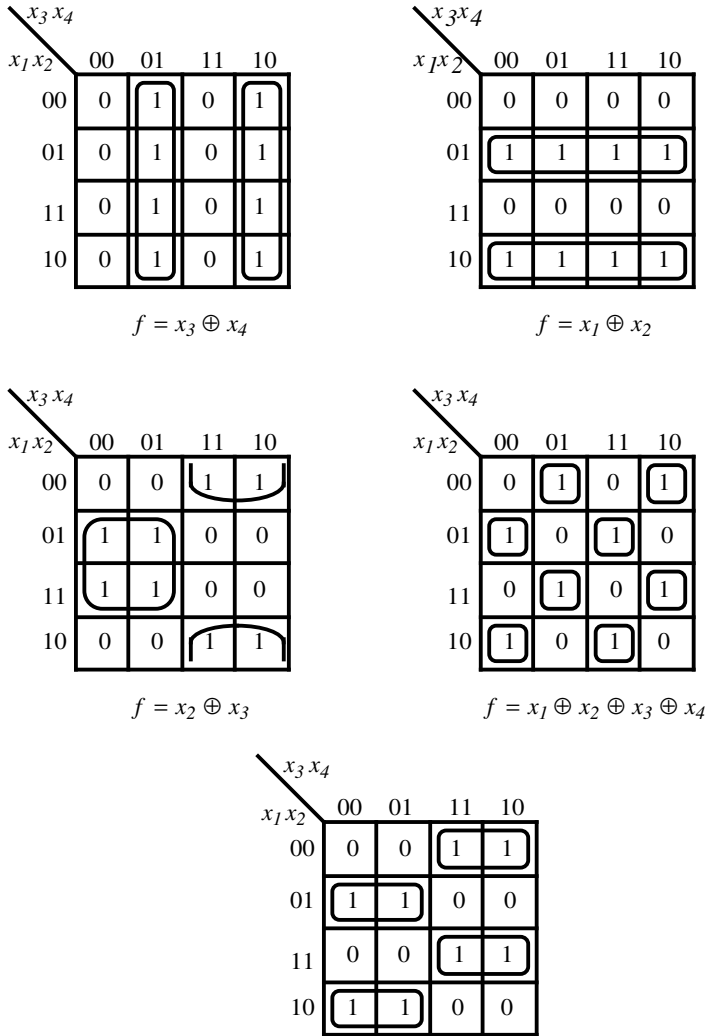 x3 x4 x3x4
x1 x2 00 01 11 10 x1x2 00 01 11 10
00 0 1 0 1 00 0 0 0 0
01 0 1 0 1 01 1 1 1 1
11 0 1 0 1 11 0 0 0 0
10 0 1 0 1 10 1 1 1 1
f = x3 ⊕ x4 f = x1 ⊕ x2
x3 x4 x3 x4
x1 x2 00 01 11 10 x1 x2 00 01 11 10
00 0 0 1 1 00 0 1 0 1
01 1 1 0 0 01 1 0 1 0
11 1 1 0 0 11 0 1 0 1
10 0 0 1 1 10 1 0 1 0
f = x2 ⊕ x3 f = x1 ⊕ x2 ⊕ x3 ⊕ x4
x3 x4
x1 x2 00 01 11 10
00 0 0 1 1
01 1 1 0 0
11 0 0 1 1
10 1 1 0 0